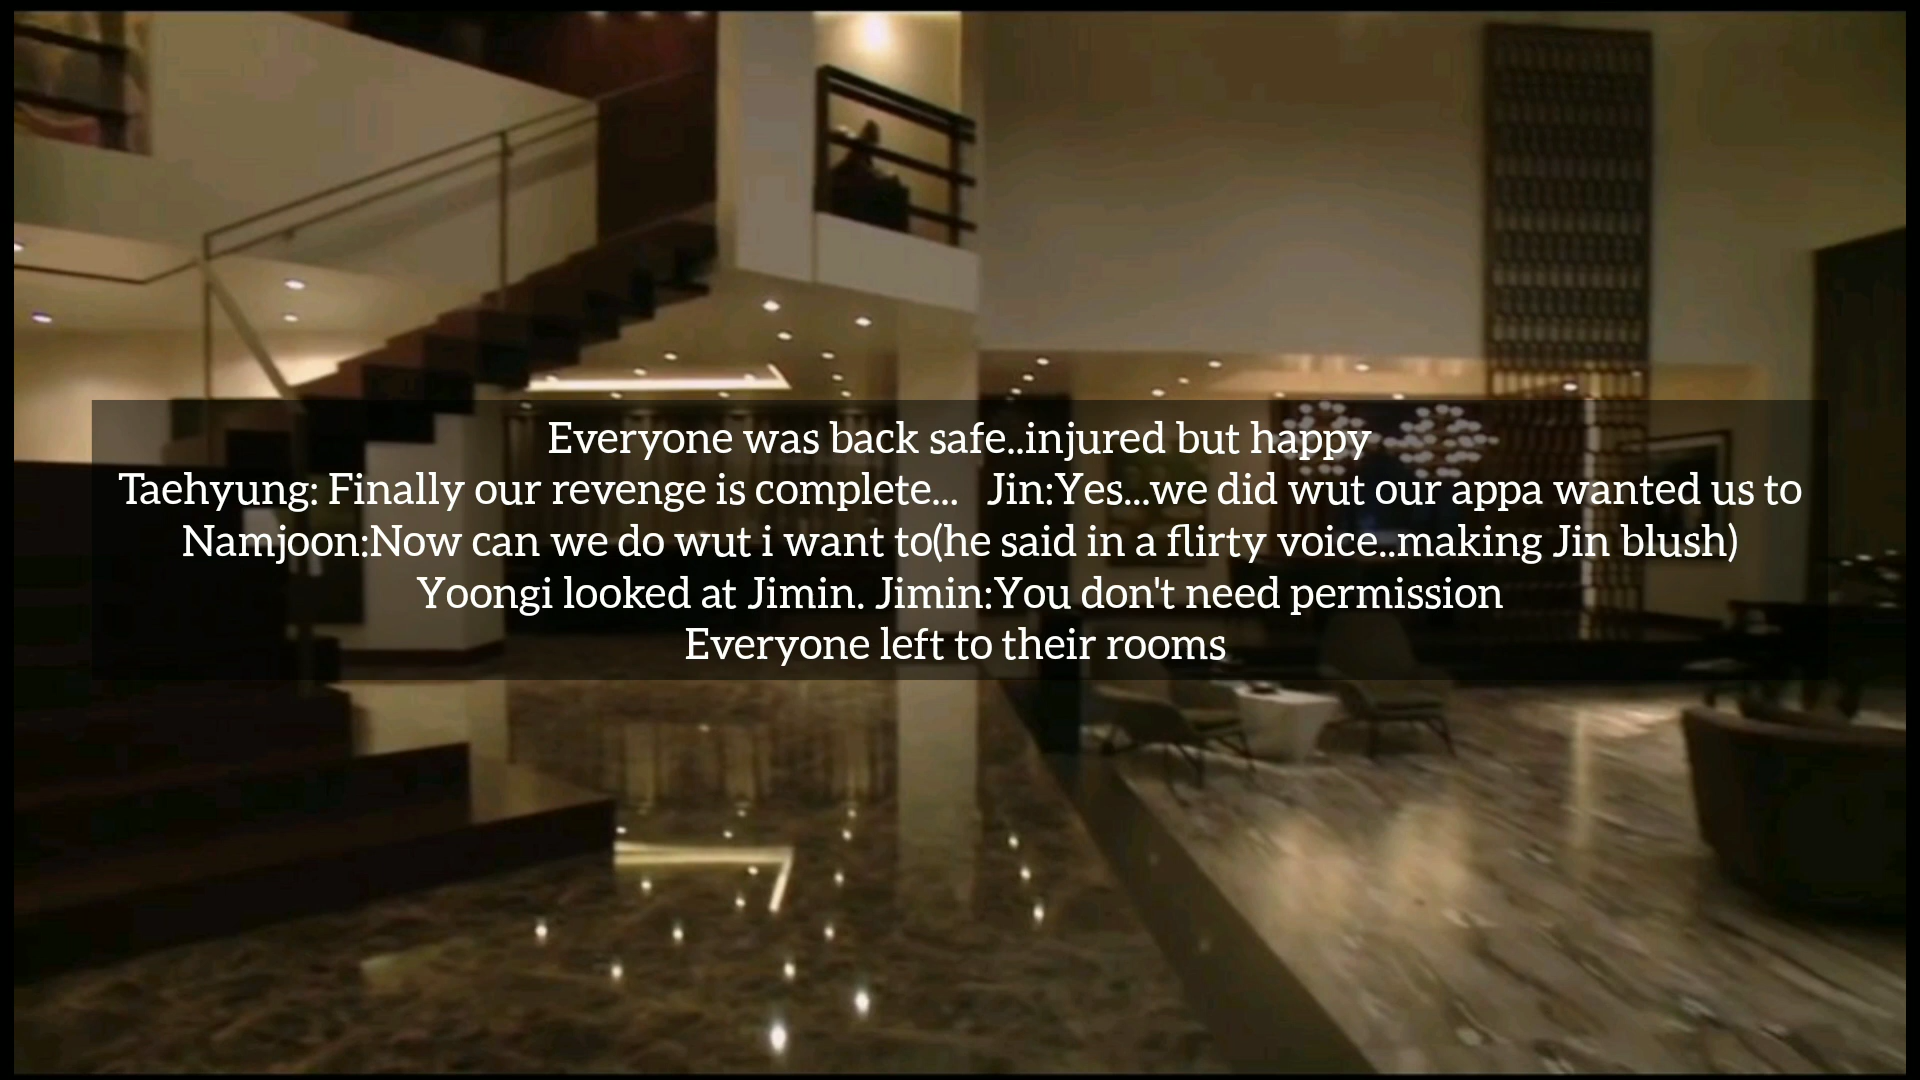 Everyone was back safe..injured but happy
Taehyung: Finally our revenge is complete...   Jin:Yes...we did wut our appa wanted us to
Namjoon:Now can we do wut i want to(he said in a flirty voice..making Jin blush)
Yoongi looked at Jimin. Jimin:You don't need permission
Everyone left to their rooms